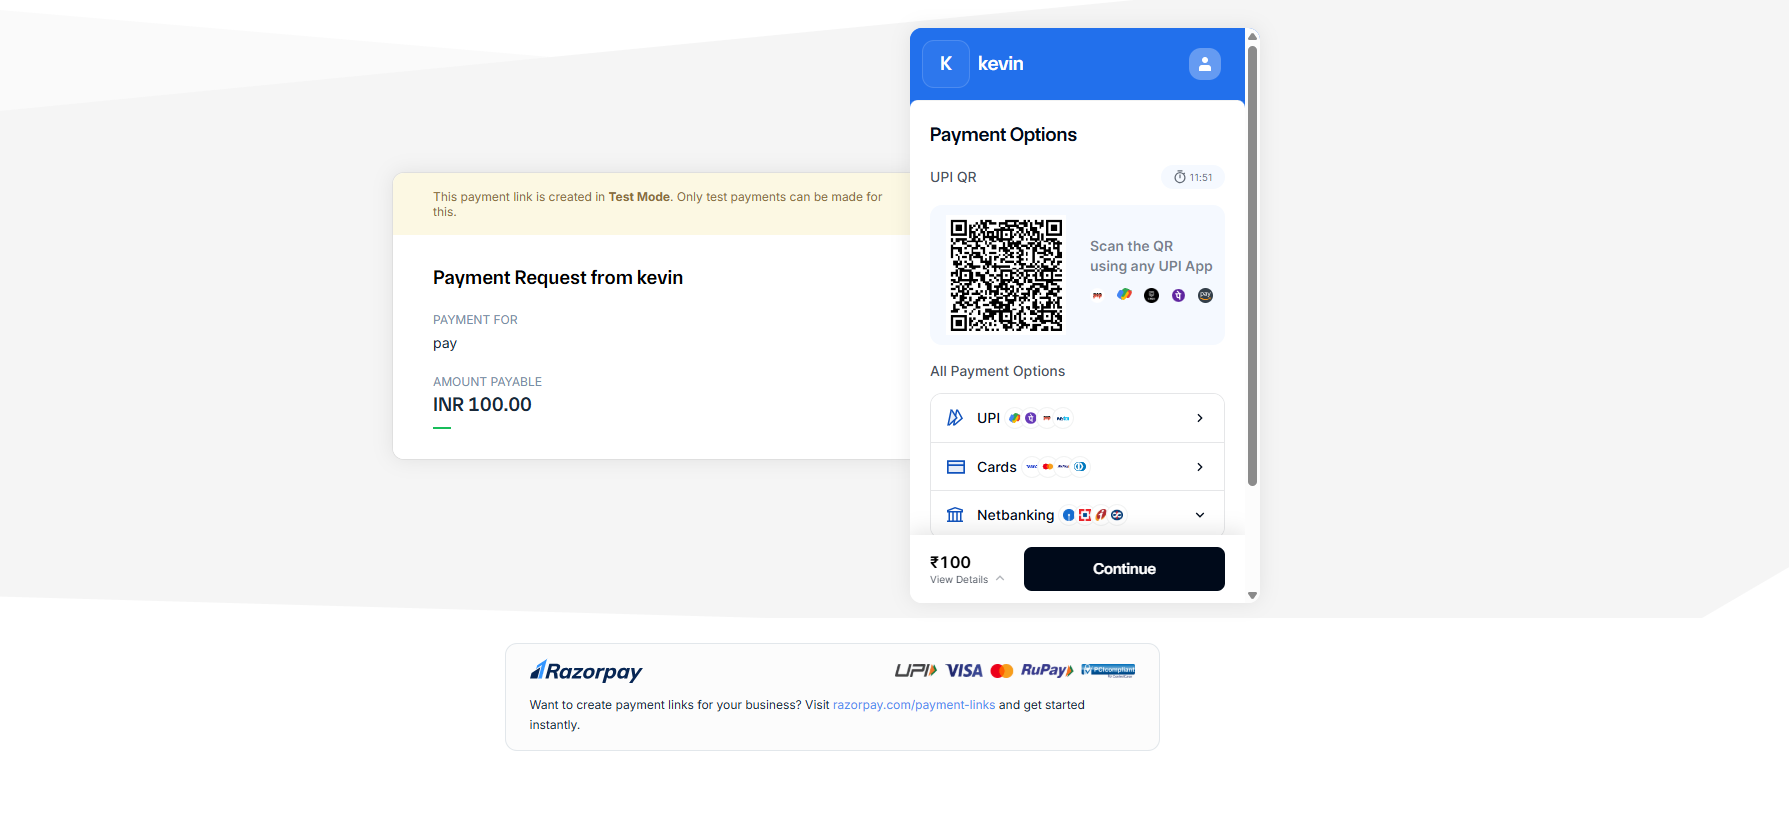 This payment link is created in Test Mode. Only test payments can be made for
this.
Payment Request from kevin
PAYMENT FOR
pay
AMOUNT PAYABLE
INR 100.00
K
kevin
Payment Options
UPI QR
11:51
Scan the QR
using any UPI App
pay
All Payment Options
UPI
Cards
Netbanking
₹100
View Details
Continue
Razorpay
UPI VISA RuPay PCI compliant
Want to create payment links for your business? Visit razorpay.com/payment-links and get started
instantly.